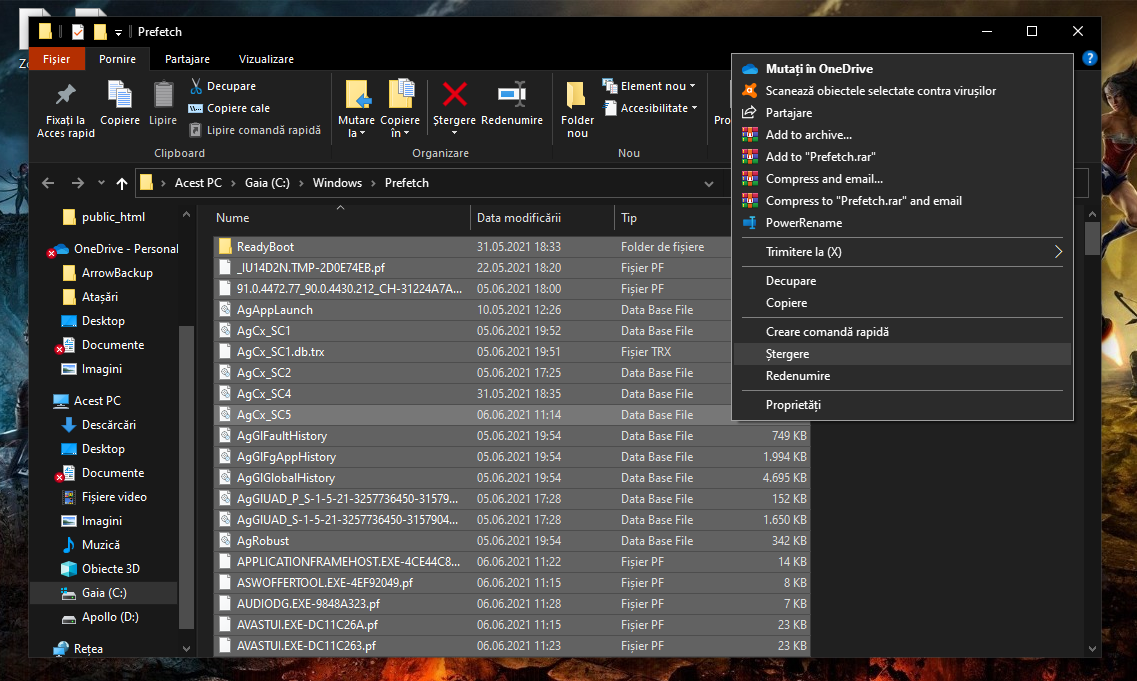 Prefetch
Fișier Pornire Partajare Vizualizare
Fixați la Acces rapid
Copiere
Lipire
Decupare
Copiere cale
Lipire comandă rapidă
Clipboard
Mutare la
Copiere în
Ștergere
Redenumire
Organizare
Folder nou
Element nou
Accesibilitate
Nou
Pro
Acest PC > Gaia (C:) > Windows > Prefetch
public_html
OneDrive - Personal
ArrowBackup
Atașări
Desktop
Documente
Imagini
Acest PC
Descărcări
Desktop
Documente
Fișiere video
Imagini
Muzică
Obiecte 3D
Gaia (C:)
Apollo (D:)
Rețea
Nume Data modificării Tip
ReadyBoot 31.05.2021 18:33 Folder de fișiere
_IU14D2N.TMP-2D0E74EB.pf 22.05.2021 18:20 Fișier PF
91.0.4472.77_90.0.4430.212_CH-31224A7A... 05.06.2021 18:00 Fișier PF
AgAppLaunch 10.05.2021 12:26 Data Base File
AgCx_SC1 05.06.2021 19:52 Data Base File
AgCx_SC1.db.trx 05.06.2021 19:51 Fișier TRX
AgCx_SC2 05.06.2021 17:25 Data Base File
AgCx_SC4 31.05.2021 18:35 Data Base File
AgCx_SC5 06.06.2021 11:14 Data Base File
AgGlFaultHistory 05.06.2021 19:54 Data Base File 749 KB
AgGlFgAppHistory 05.06.2021 19:54 Data Base File 1.994 KB
AgGlGlobalHistory 05.06.2021 19:54 Data Base File 4.695 KB
AgGlUAD_P_S-1-5-21-3257736450-31579... 05.06.2021 17:28 Data Base File 152 KB
AgGlUAD_S-1-5-21-3257736450-3157904... 05.06.2021 17:28 Data Base File 1.650 KB
AgRobust 05.06.2021 19:54 Data Base File 342 KB
APPLICATIONFRAMEHOST.EXE-4CE44C8... 06.06.2021 11:22 Fișier PF 14 KB
ASWOFFERTOOL.EXE-4EF92049.pf 06.06.2021 11:15 Fișier PF 8 KB
AUDIODG.EXE-9848A323.pf 06.06.2021 11:28 Fișier PF 7 KB
AVASTUI.EXE-DC11C26A.pf 06.06.2021 11:15 Fișier PF 23 KB
AVASTUI.EXE-DC11C263.pf 06.06.2021 11:23 Fișier PF 23 KB
Mutați în OneDrive
Scanează obiectele selectate contra virușilor
Partajare
Add to archive...
Add to "Prefetch.rar"
Compress and email...
Compress to "Prefetch.rar" and email
PowerRename
Trimitere la (X)
Decupare
Copiere
Creare comandă rapidă
Ștergere
Redenumire
Proprietăți